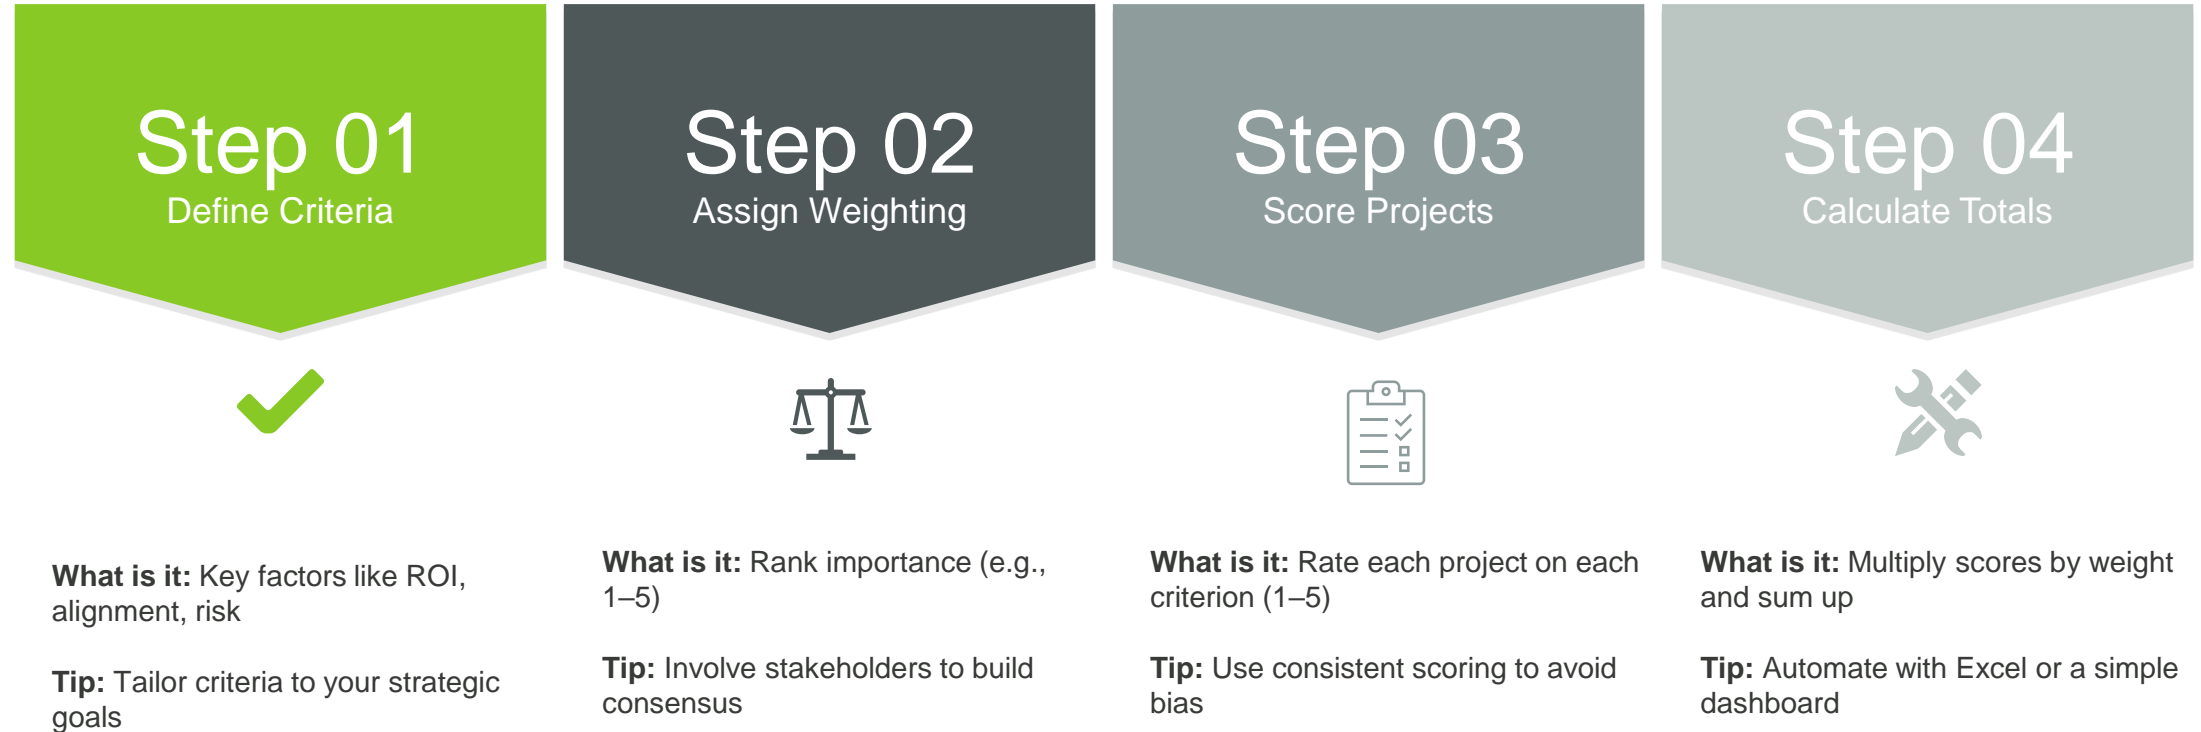 Step 01
Define Criteria
What is it: Key factors like ROI,
alignment, risk
Tip: Tailor criteria to your strategic
goals
Step 02
Assign Weighting
What is it: Rank importance (e.g.,
1–5)
Tip: Involve stakeholders to build
consensus
Step 03
Score Projects
What is it: Rate each project on each
criterion (1–5)
Tip: Use consistent scoring to avoid
bias
Step 04
Calculate Totals
What is it: Multiply scores by weight
and sum up
Tip: Automate with Excel or a simple
dashboard